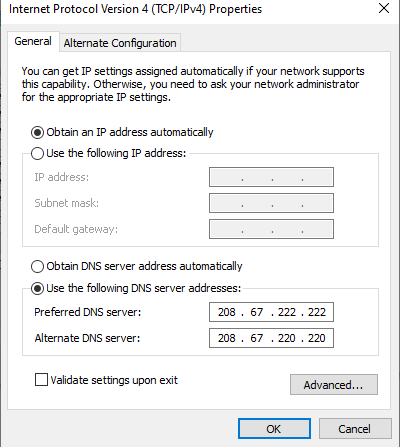 Internet Protocol Version 4 (TCP/IPv4) Properties
General
Alternate Configuration
You can get IP settings assigned automatically if your network supports
this capability. Otherwise, you need to ask your network administrator
for the appropriate IP settings.
Obtain an IP address automatically
Use the following IP address:
IP address:
. . .
Subnet mask:
. . .
Default gateway:
. . .
Obtain DNS server address automatically
Use the following DNS server addresses:
Preferred DNS server:
208 . 67 . 222 . 222
Alternate DNS server:
208 . 67 . 220 . 220
Validate settings upon exit
Advanced...
OK
Cancel